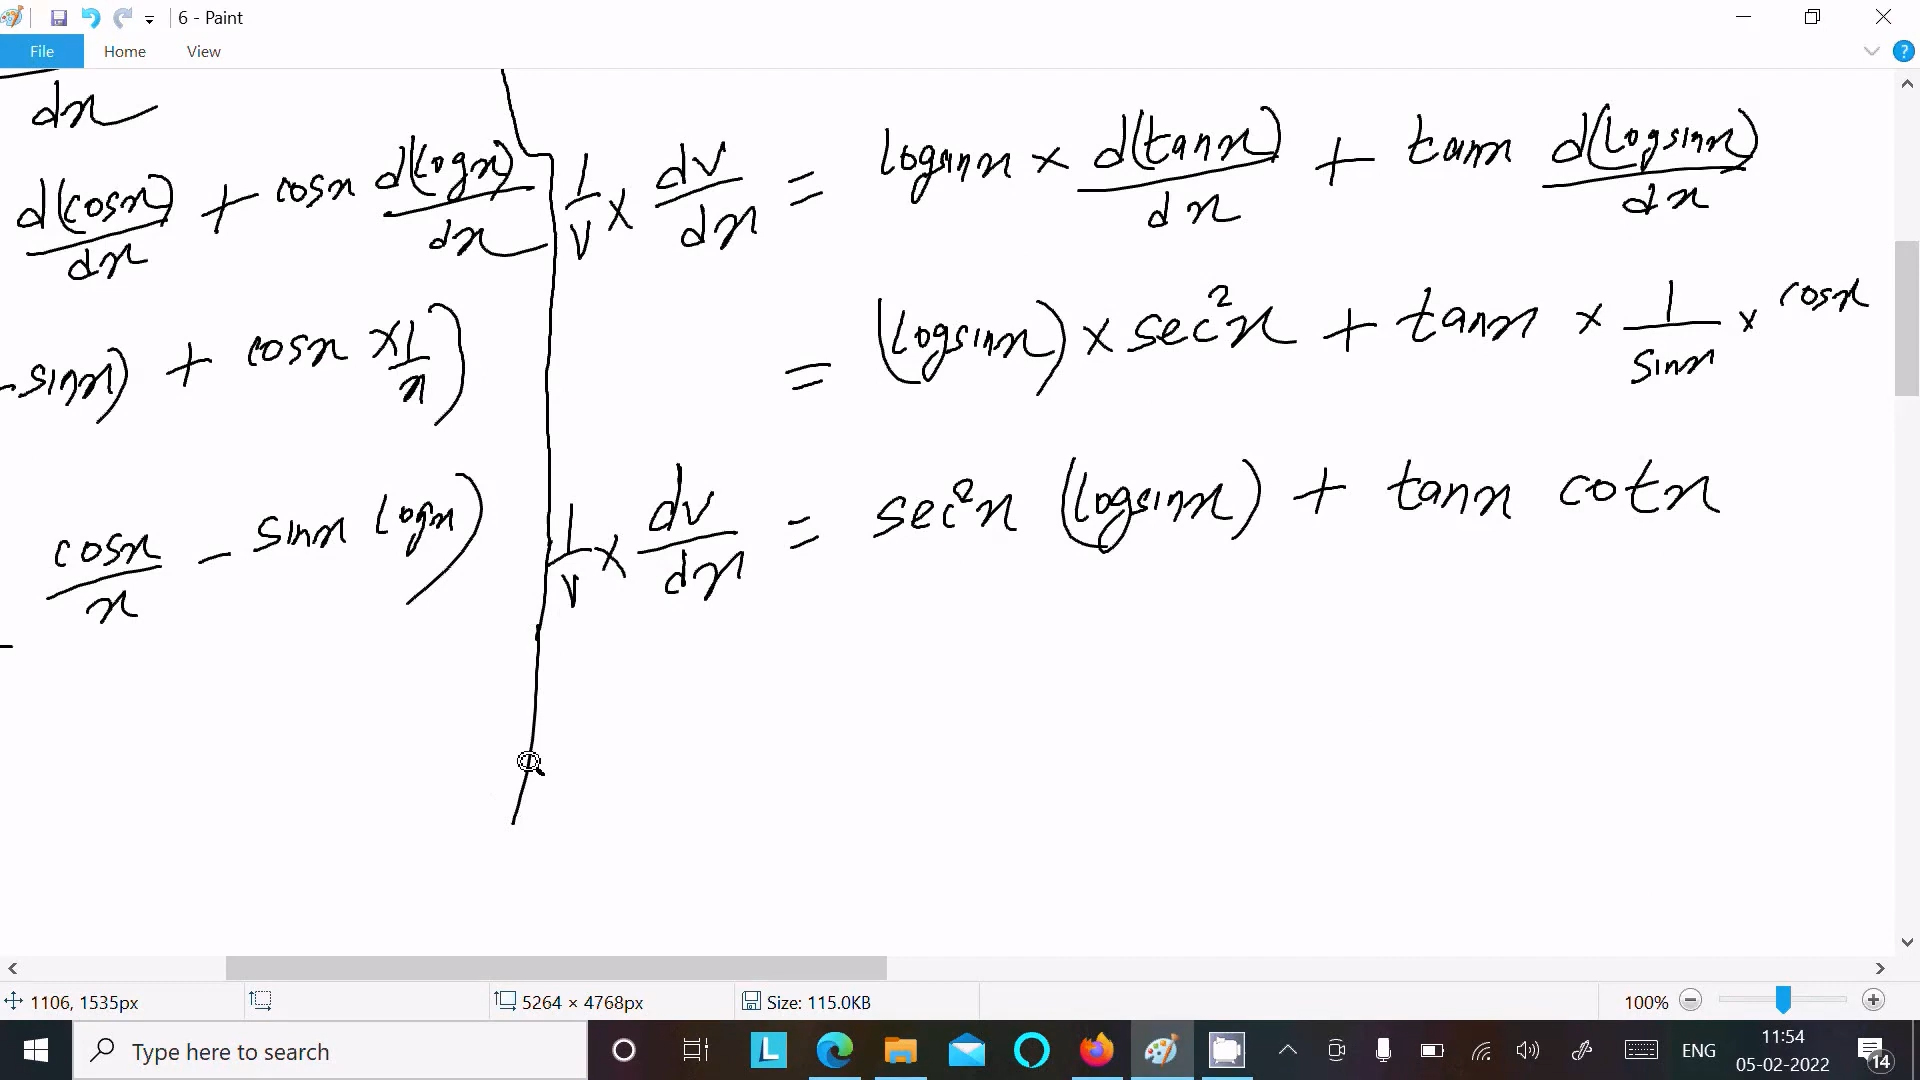 6 - Paint
File Home View
dx
d(cosx)/dx + cosx d(logx)/dx
-sinx) + cosx × 1/x)
cosx/x - sinx logx)
1/v × dv/dx = logsinx × d(tanx)/dx + tanx d(logsinx)/dx
= (logsinx) × sec²x + tanx × 1/sinx × cosx
1/v × dv/dx = sec²x (logsinx) + tanx cotx
1106, 1535px 5264 × 4768px Size: 115.0KB 100%
Type here to search L ENG 11:54
05-02-2022 14